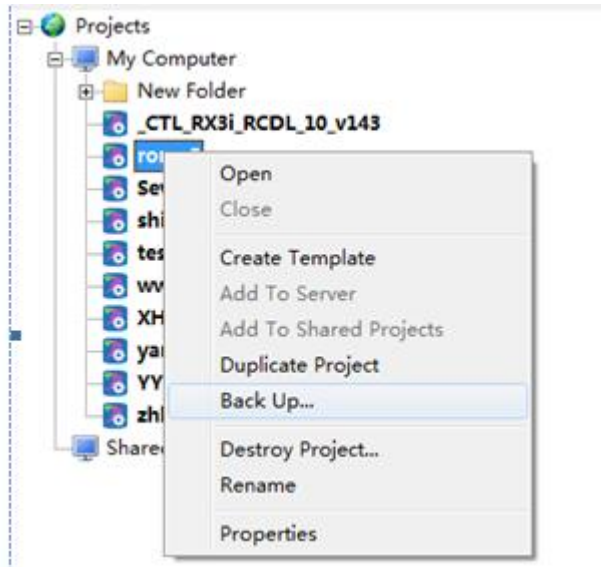 Projects
My Computer
New Folder
_CTL_RX3i_RCDL_10_v143
Open
Close
Create Template
Add To Server
Add To Shared Projects
Duplicate Project
Back Up...
Destroy Project...
Rename
Properties